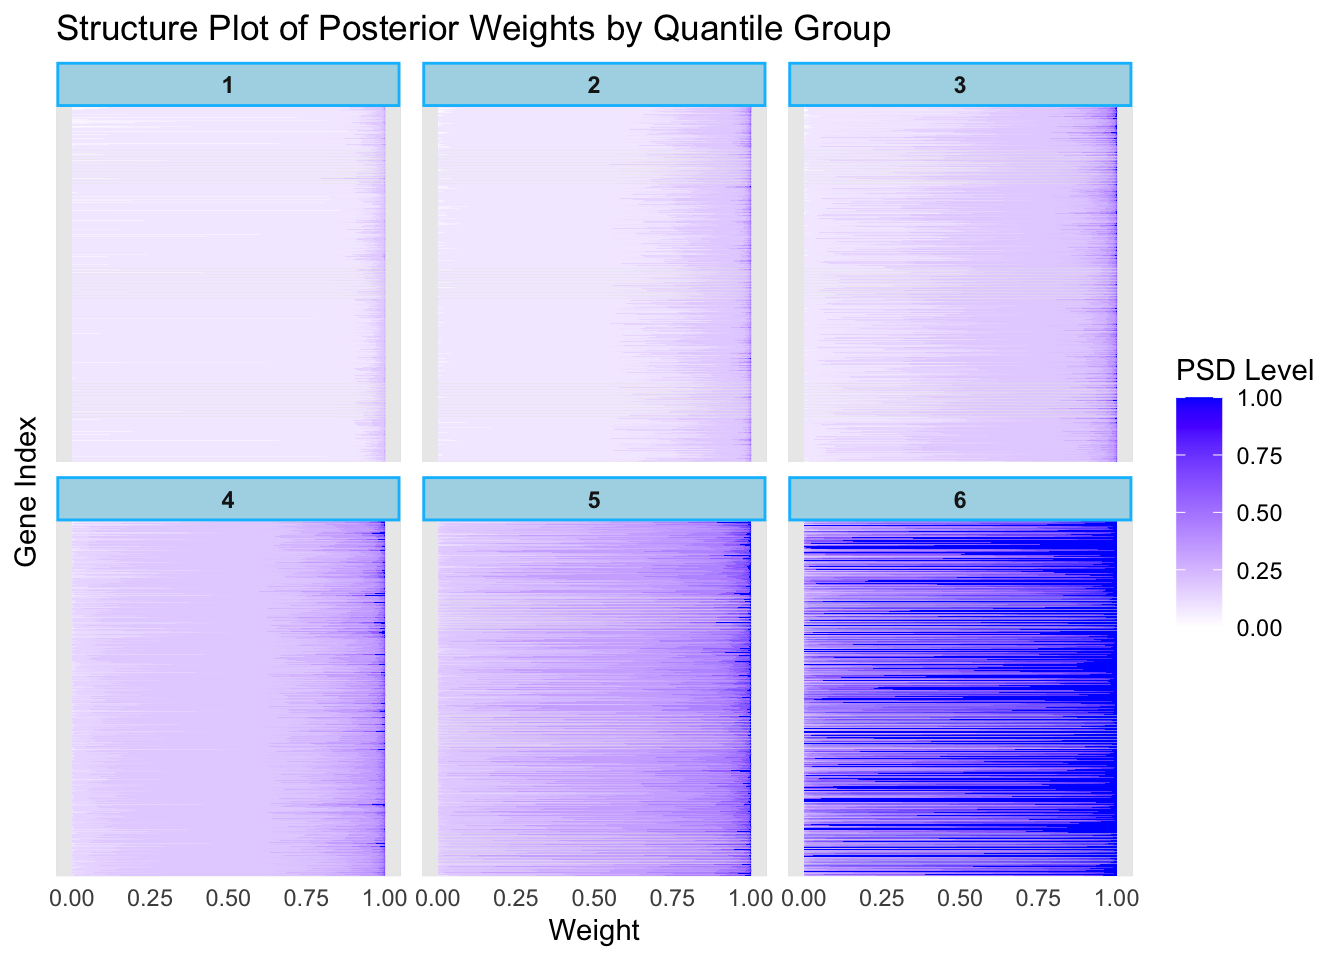 Structure Plot of Posterior Weights by Quantile Group
1 2 3
4 5 6
Gene Index
0.00 0.25 0.50 0.75 1.00 0.00 0.25 0.50 0.75 1.00 0.00 0.25 0.50 0.75 1.00
Weight
PSD Level
1.00
0.75
0.50
0.25
0.00